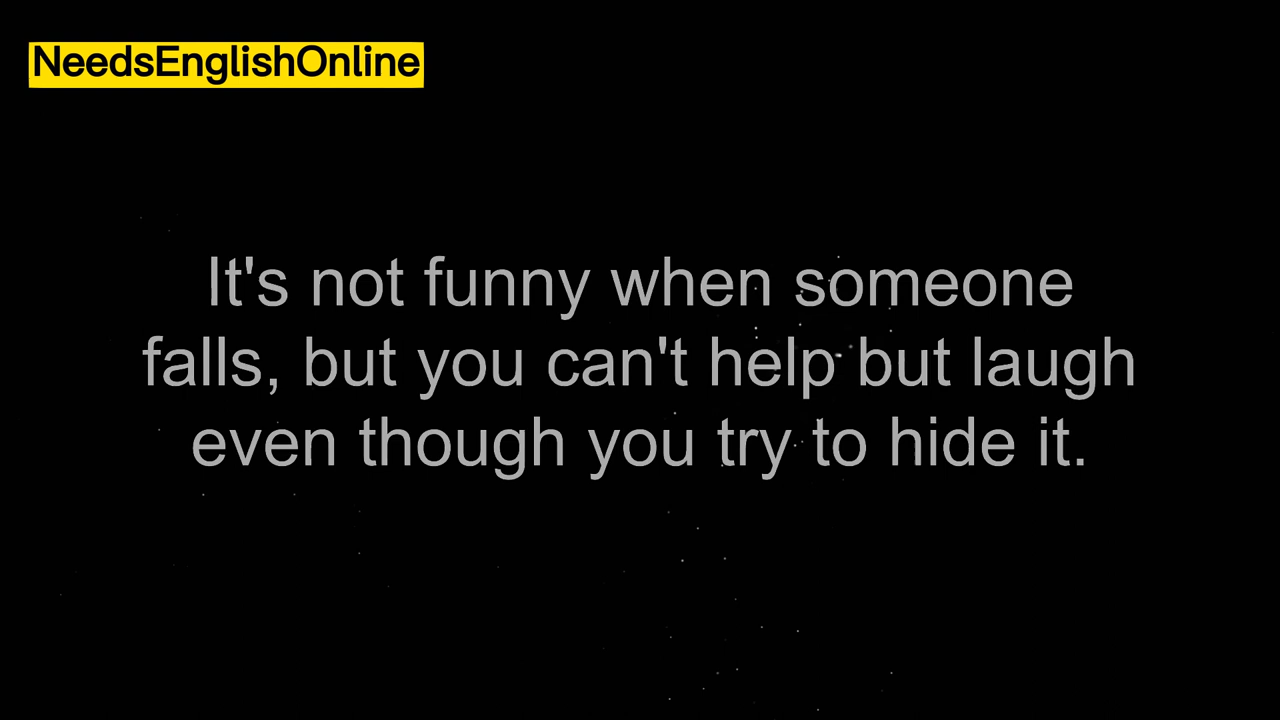 NeedsEnglishOnline
It's not funny when someone
falls, but you can't help but laugh
even though you try to hide it.